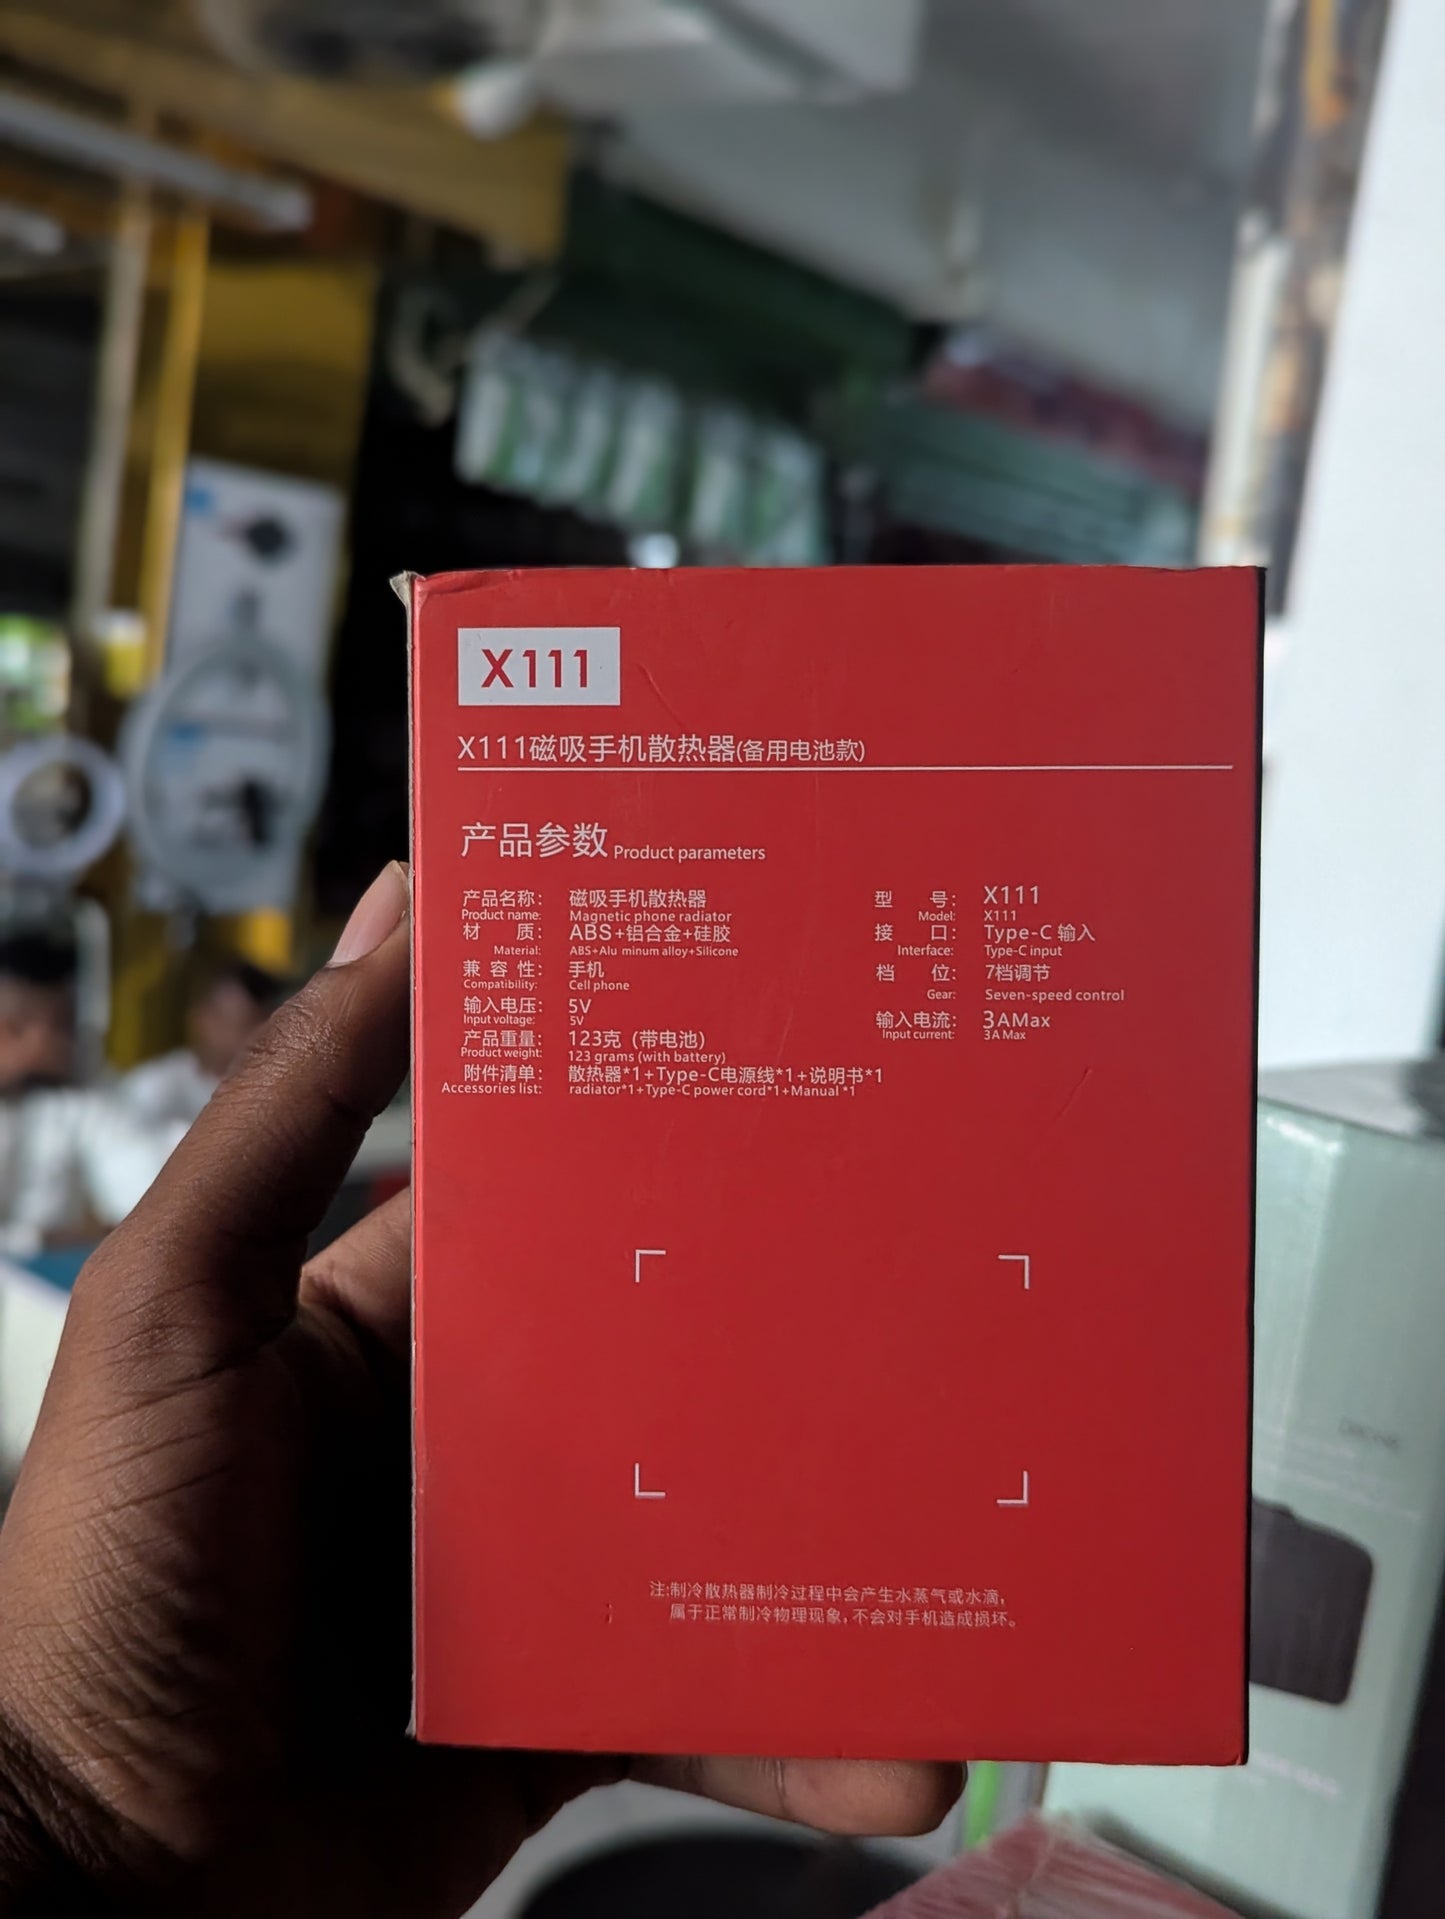 X111
X111磁吸手机散热器(备用电池款)
产品参数 Product parameters
产品名称： 磁吸手机散热器
Product name: Magnetic phone radiator
材 质： ABS+铝合金+硅胶
Material: ABS+Alu minum alloy+Silicone
兼 容 性： 手机
Compatibility: Cell phone
输入电压： 5V
Input voltage: 5V
产品重量： 123克 (带电池)
Product weight: 123 grams (with battery)
附件清单： 散热器*1+Type-C电源线*1+说明书*1
Accessories list: radiator*1+Type-C power cord*1+Manual *1
型 号： X111
Model: X111
接 口： Type-C 输入
Interface: Type-C input
档 位： 7档调节
Gear: Seven-speed control
输入电流： 3AMax
Input current: 3A Max
注:制冷散热器制冷过程中会产生水蒸气或水滴，
属于正常制冷物理现象，不会对手机造成损坏。